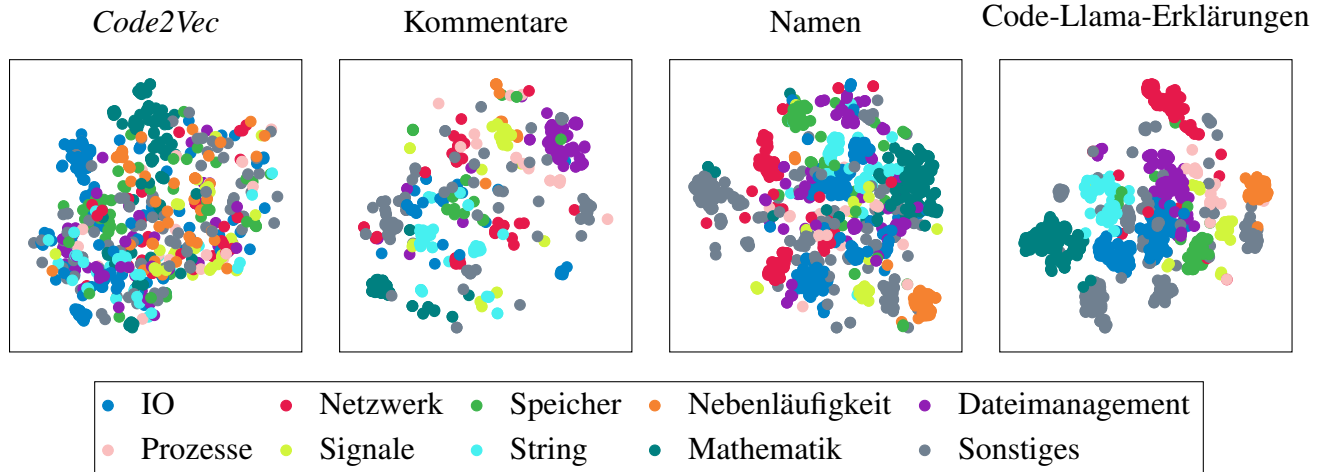 Code2Vec Kommentare Namen Code-Llama-Erklärungen
IO Netzwerk Speicher Nebenläufigkeit Dateimanagement
Prozesse Signale String Mathematik Sonstiges